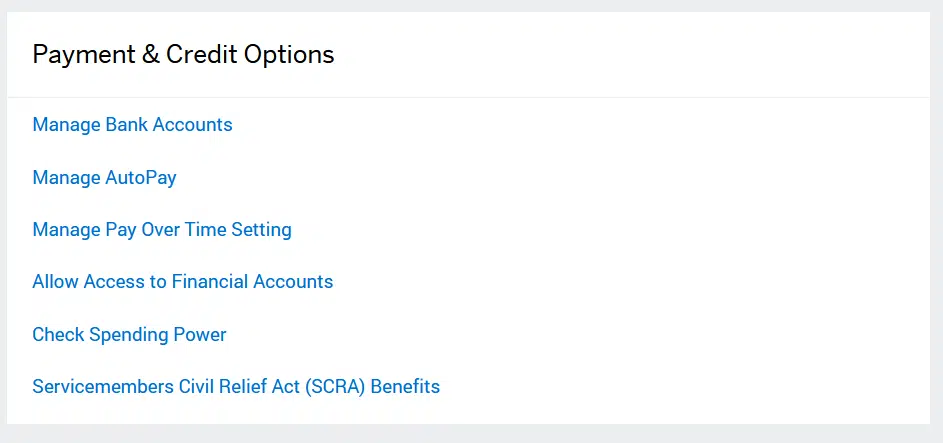 Payment & Credit Options
Manage Bank Accounts
Manage AutoPay
Manage Pay Over Time Setting
Allow Access to Financial Accounts
Check Spending Power
Servicemembers Civil Relief Act (SCRA) Benefits